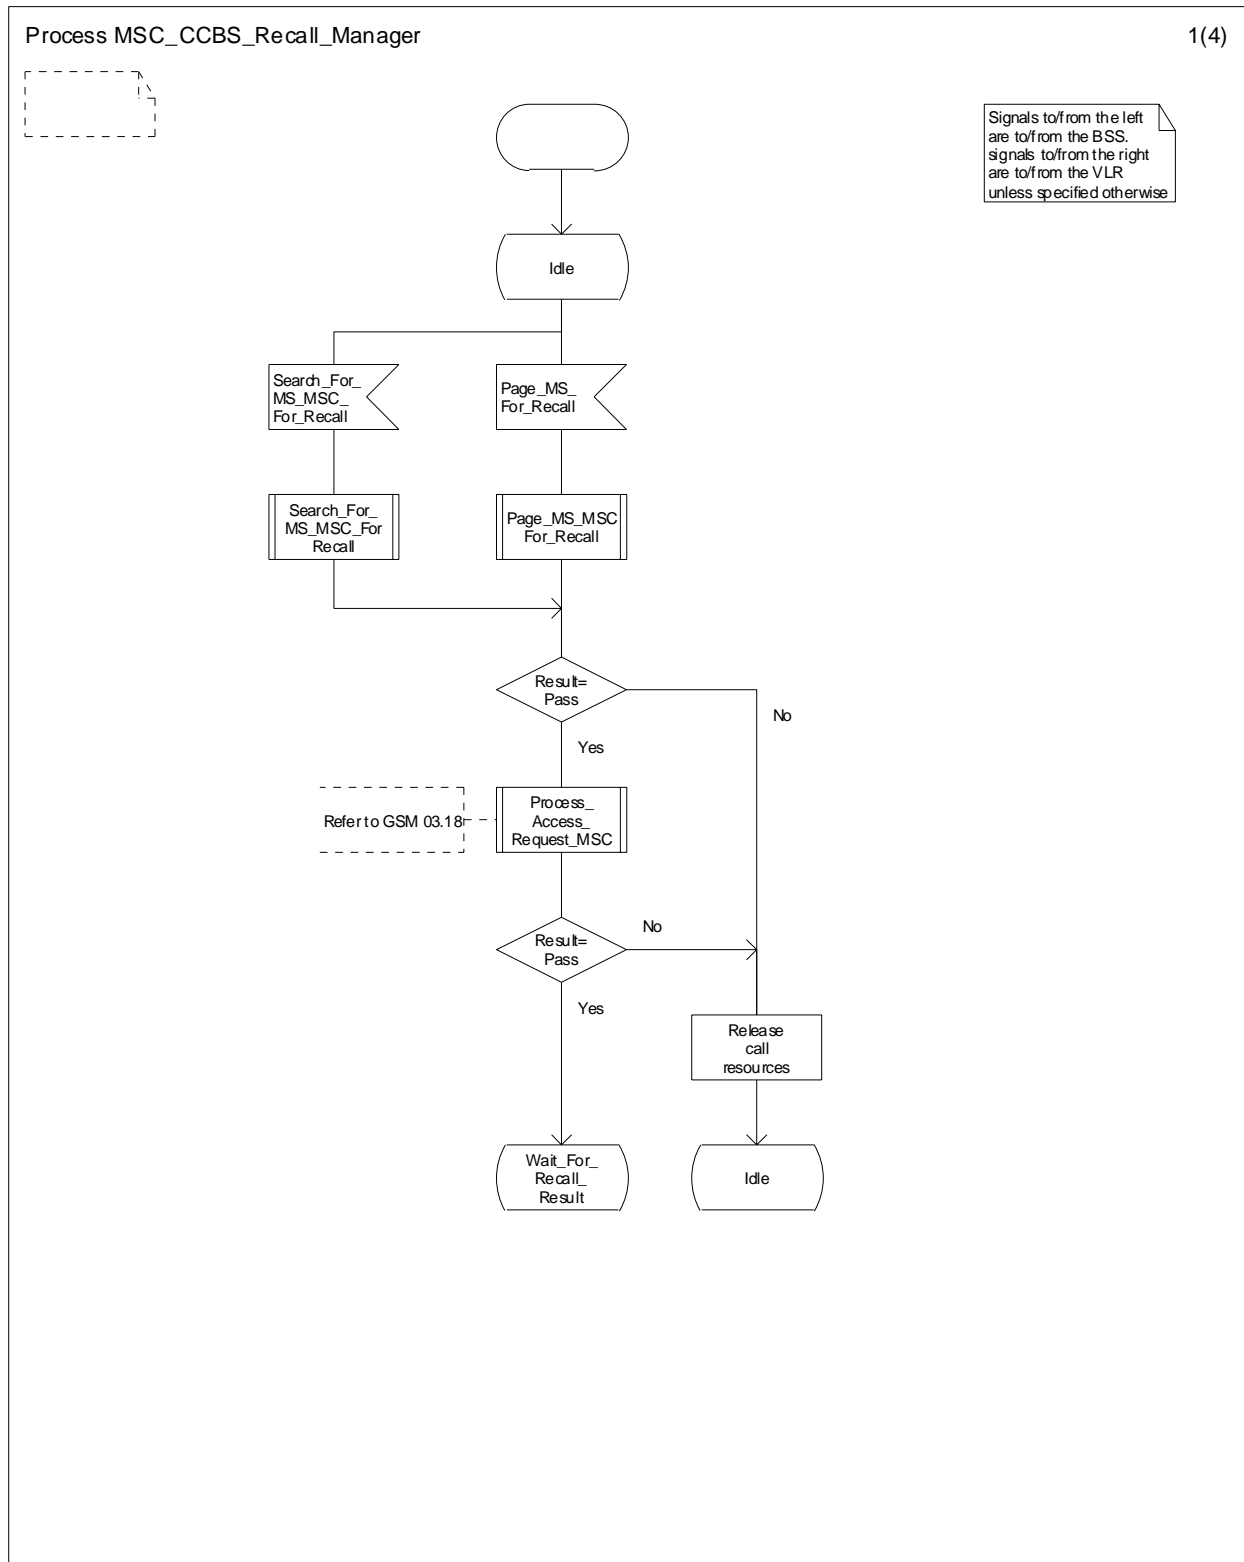 Process MSC_CCBS_Recall_Manager
1(4)
Signals to/from the left
are to/from the BSS.
signals to/from the right
are to/from the VLR
unless specified otherwise
Idle
Search_For_
MS_MSC_
For_Recall
Page_MS_
For_Recall
Search_For_
MS_MSC_For
Recall
Page_MS_MSC
For_Recall
Result=
Pass
No
Yes
Refer to GSM 03.18
Process_
Access_
Request_MSC
Result=
Pass
No
Yes
Release
call
resources
Wait_For_
Recall_
Result
Idle